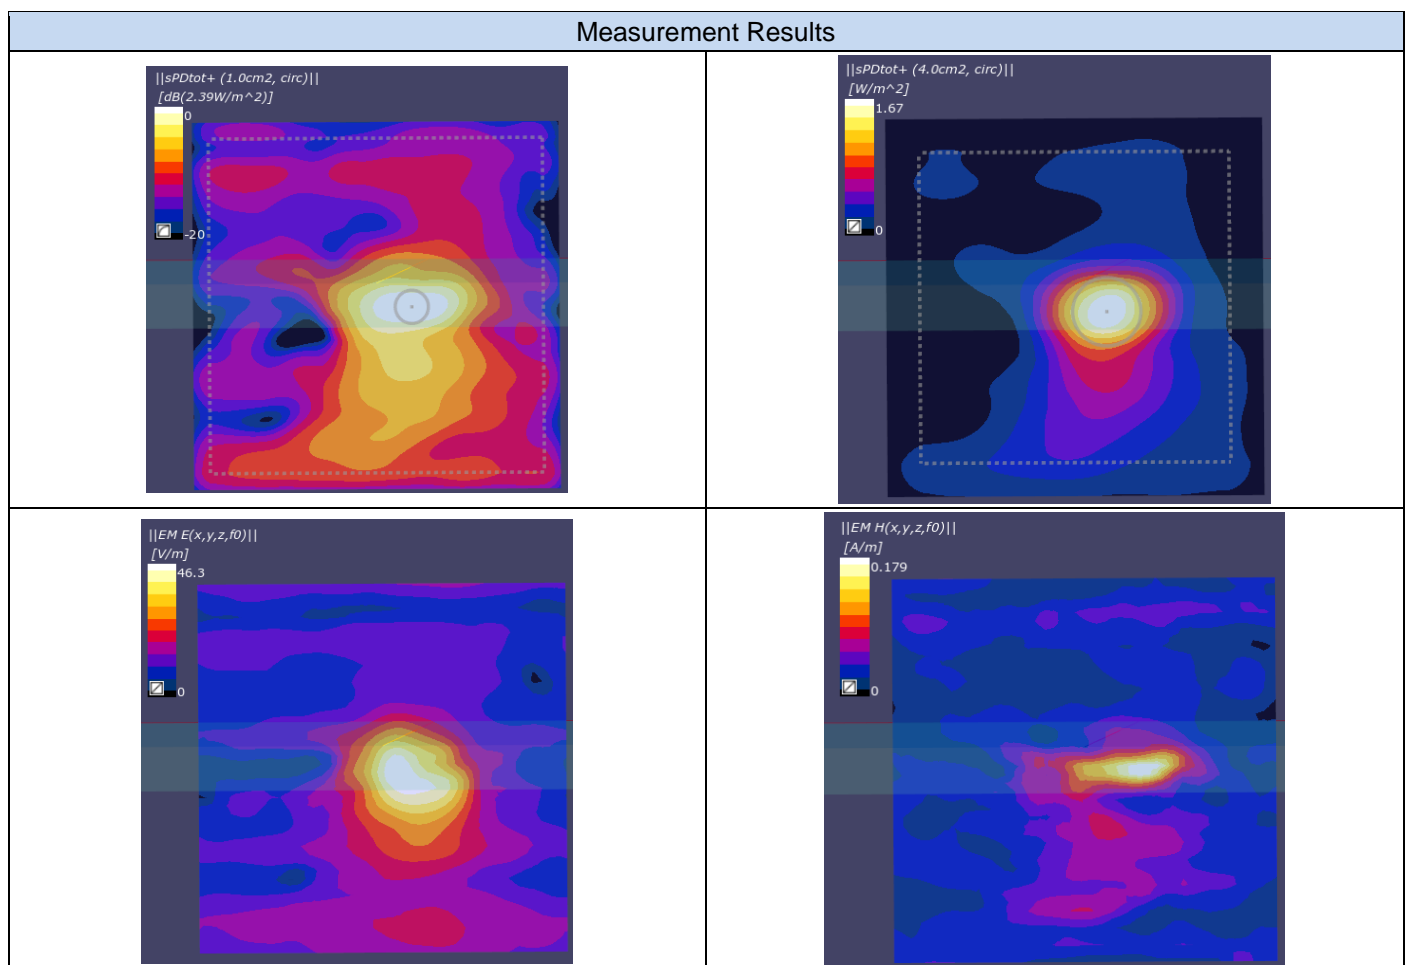 Measurement Results
||sPDtot+ (1.0cm2, circ)||
[dB(2.39W/m^2)]
0
-20
||sPDtot+ (4.0cm2, circ)||
[W/m^2]
1.67
0
||EM E(x,y,z,f0)||
[V/m]
46.3
0
||EM H(x,y,z,f0)||
[A/m]
0.179
0